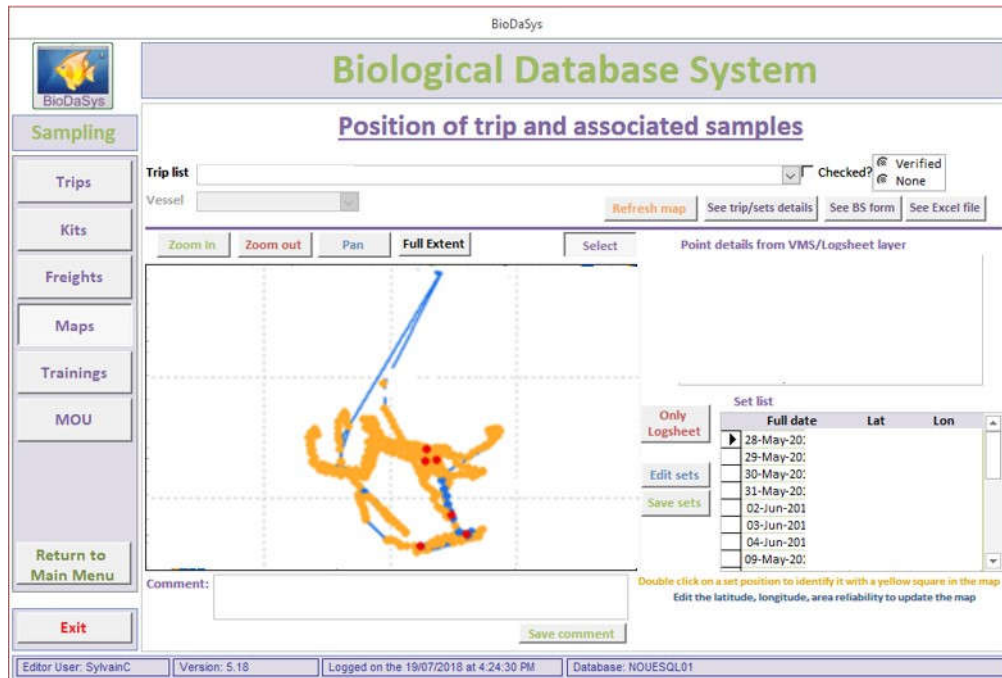 BioDaSys
BioDaSys
Biological Database System
Sampling
Position of trip and associated samples
Trips
Kits
Freights
Maps
Trainings
MOU
Return to
Main Menu
Exit
Trip list
Checked?
Verified
None
Vessel
Refresh map
See trip/sets details
See BS form
See Excel file
Zoom in
Zoom out
Pan
Full Extent
Select
Point details from VMS/Logsheet layer
Only
Logsheet
Edit sets
Save sets
Set list
Full date Lat Lon
28-May-20
29-May-20
30-May-20
31-May-20
02-Jun-201
03-Jun-201
04-Jun-201
09-May-20
Double click on a set position to identify it with a yellow square in the map
Edit the latitude, longitude, area reliability to update the map
Comment:
Save comment
Editor User: SylvainC Version: 5.18 Logged on the 19/07/2018 at 4:24:30 PM Database: NOUESQL01